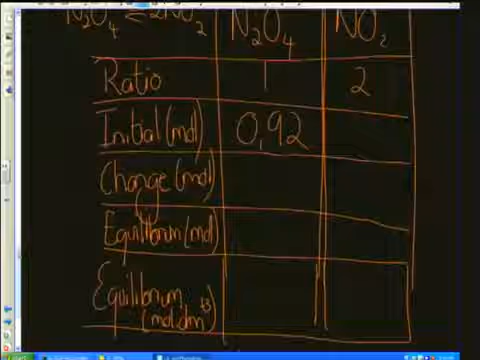 N₂O₄ ⇌ 2NO₂ N₂O₄ NO₂
Ratio 1 2
Initial (mol) 0,92
Change (mol)
Equilibrium (mol)
Equilibrium
(mol.dm⁻³)